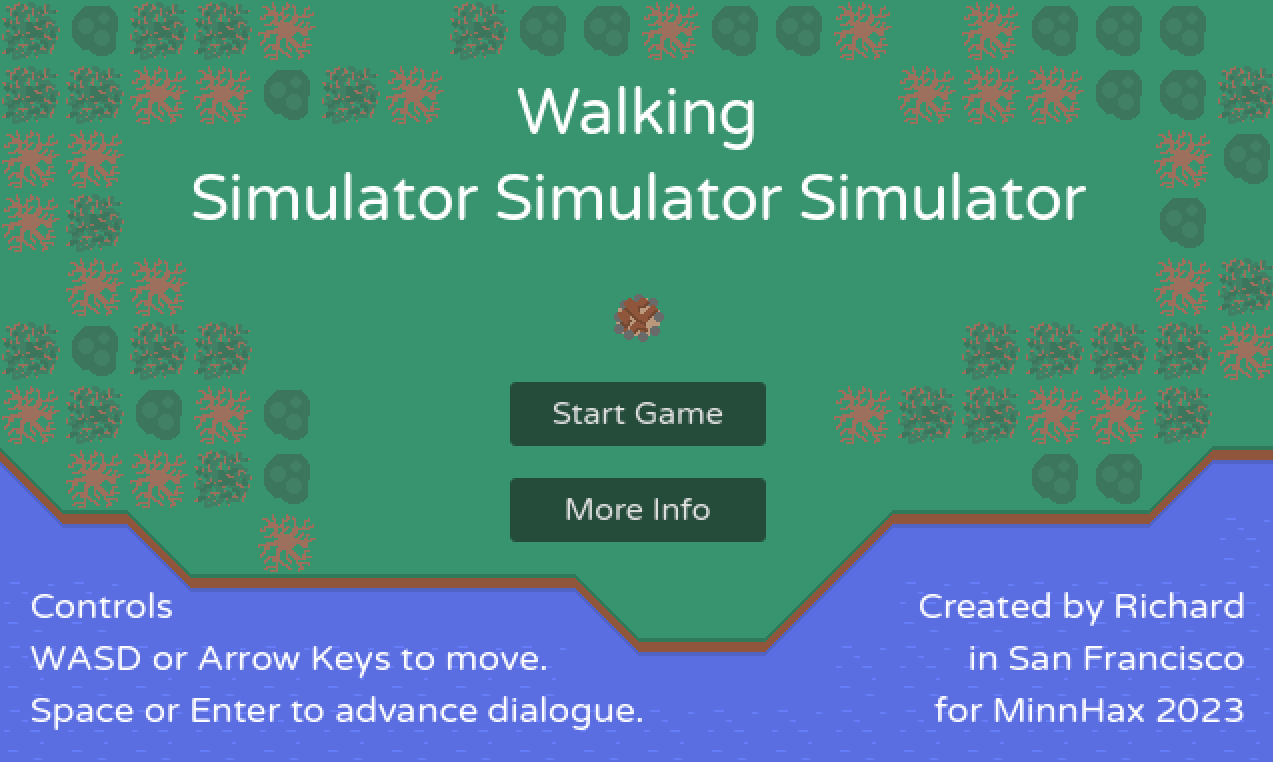 Walking
Simulator Simulator Simulator
Start Game
More Info
Controls
WASD or Arrow Keys to move.
Space or Enter to advance dialogue.
Created by Richard
in San Francisco
for MinnHax 2023